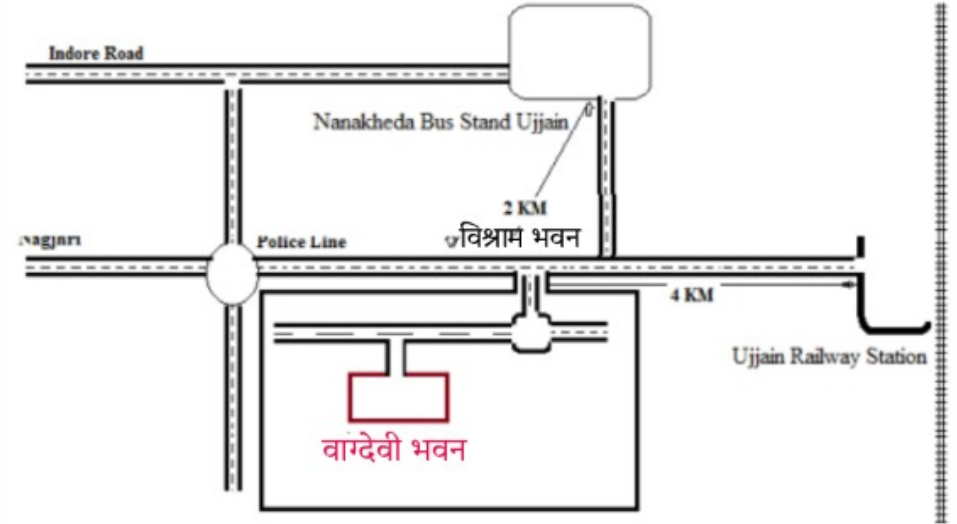 Indore Road
Nanakheda Bus Stand Ujjain
2 KM
विश्राम भवन
Police Line
4 KM
Ujjain Railway Station
वाग्देवी भवन